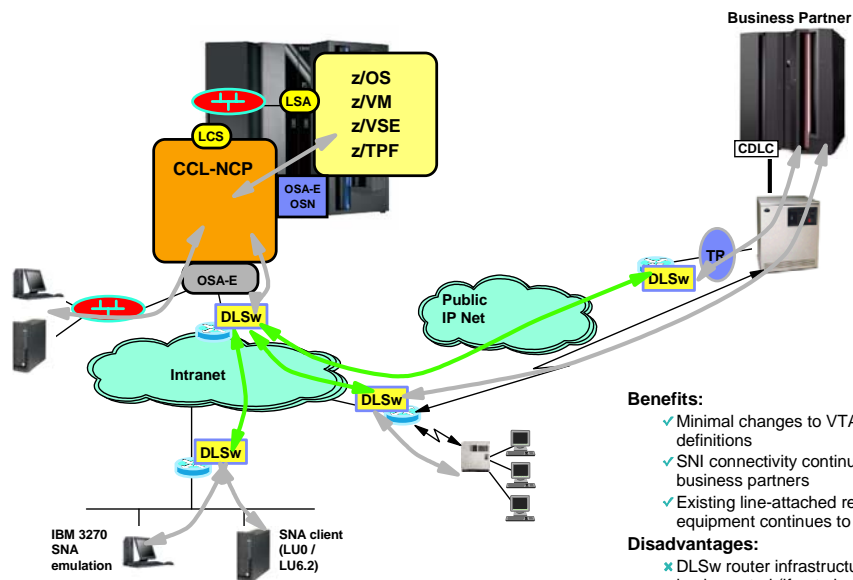 Business Partner
z/OS
z/VM
z/VSE
z/TPF
LSA
LCS
CCL-NCP
OSA-E
OSN
CDLC
TR
OSA-E
DLSw
DLSw
Public
IP Net
Intranet
DLSw
DLSw
IBM 3270
SNA
emulation
SNA client
(LU0 /
LU6.2)
Benefits:
Minimal changes to VTA
definitions
SNI connectivity continu
business partners
Existing line-attached re
equipment continues to
Disadvantages:
DLSw router infrastructu